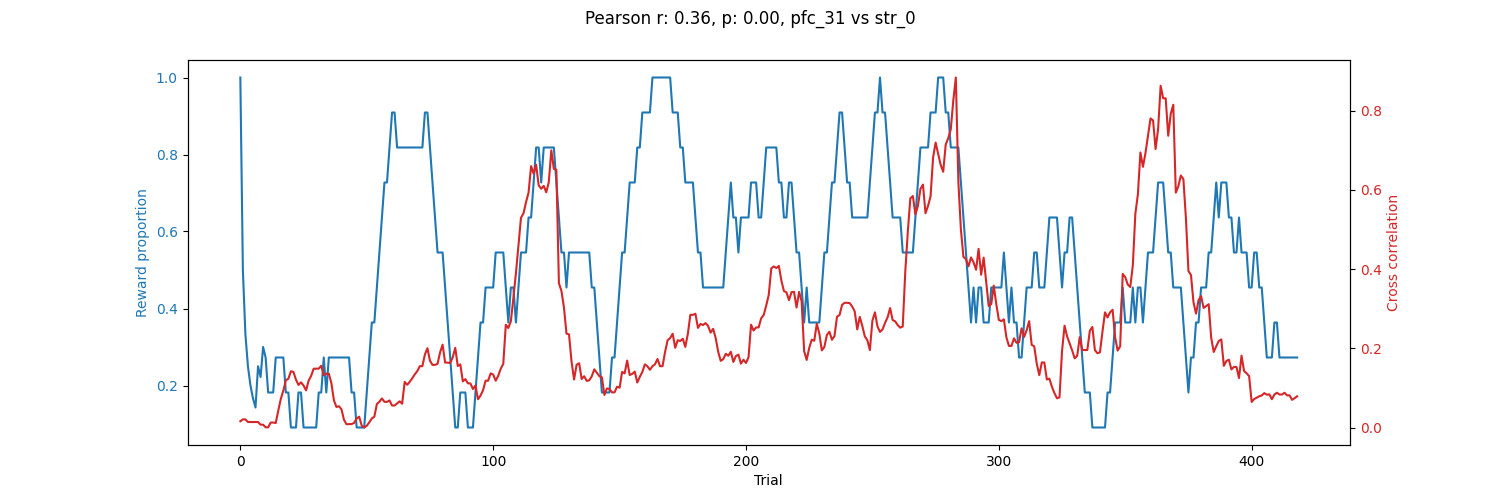 Pearson r: 0.36, p: 0.00, pfc_31 vs str_0
Reward proportion
1.0
0.8
0.6
0.4
0.2
Cross correlation
0.8
0.6
0.4
0.2
0.0
0 100 200 300 400
Trial